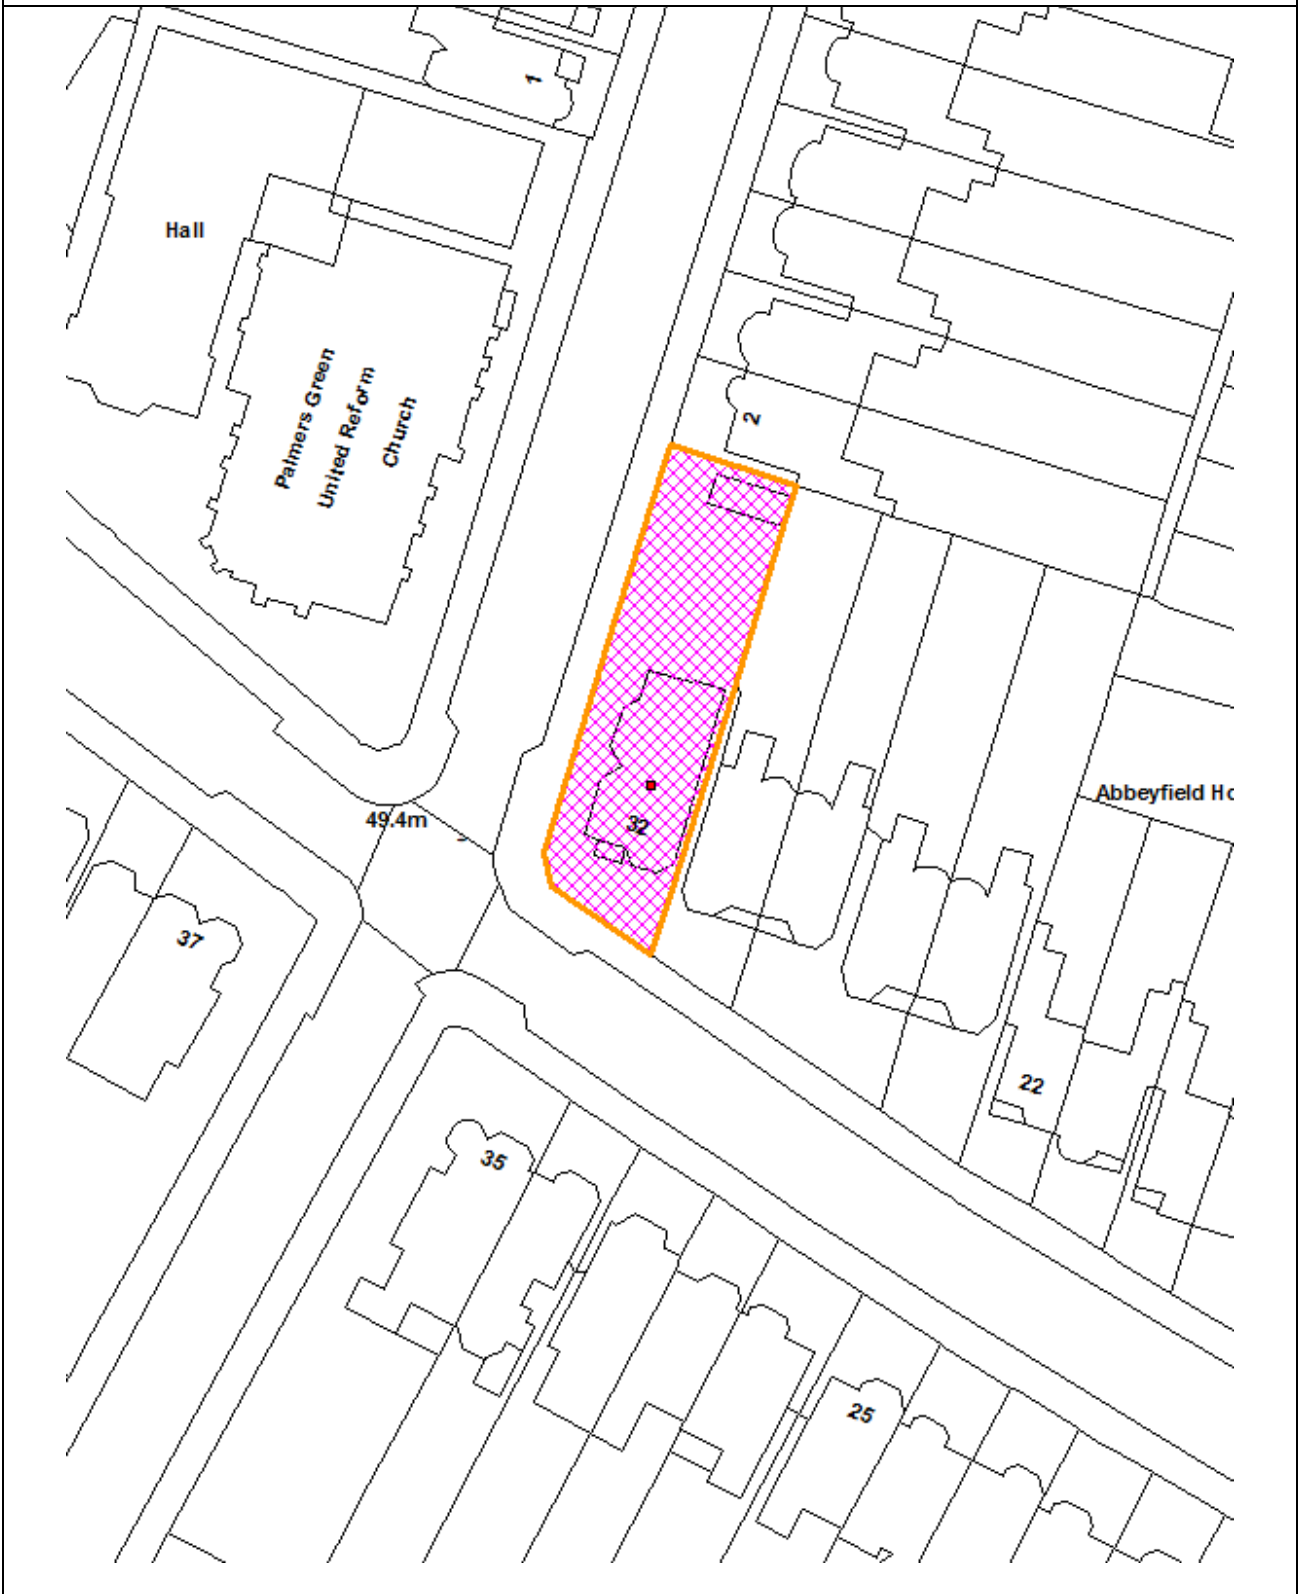 1
Hall
Palmers Green
United Reform
Church
2
Abbeyfield Ho
49.4m
32
37
22
35
25